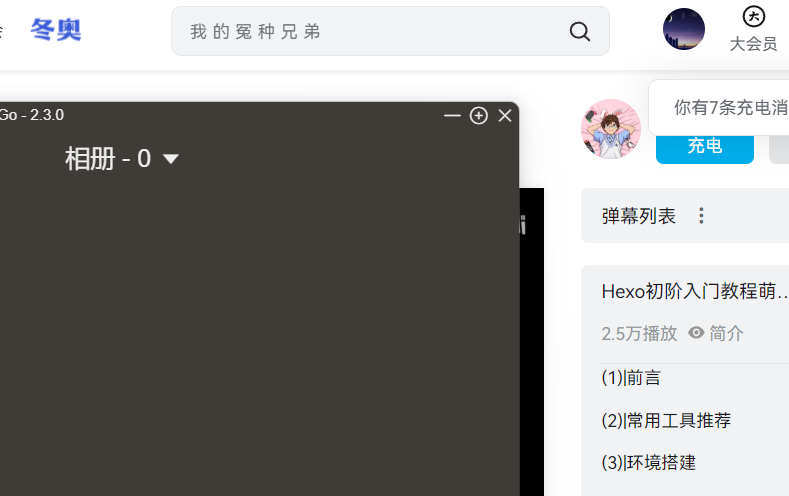 冬奥
我的冤种兄弟
大会员
Go - 2.3.0
你有7条充电消
相册 - 0
充电
弹幕列表
Hexo初阶入门教程萌...
2.5万播放 简介
(1)|前言
(2)|常用工具推荐
(3)|环境搭建